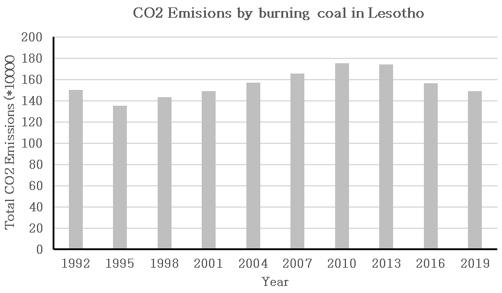 CO2 Emisions by burning coal in Lesotho
Total CO2 Emissions (*10000
200
180
160
140
120
100
80
60
40
20
0
1992 1995 1998 2001 2004 2007 2010 2013 2016 2019
Year